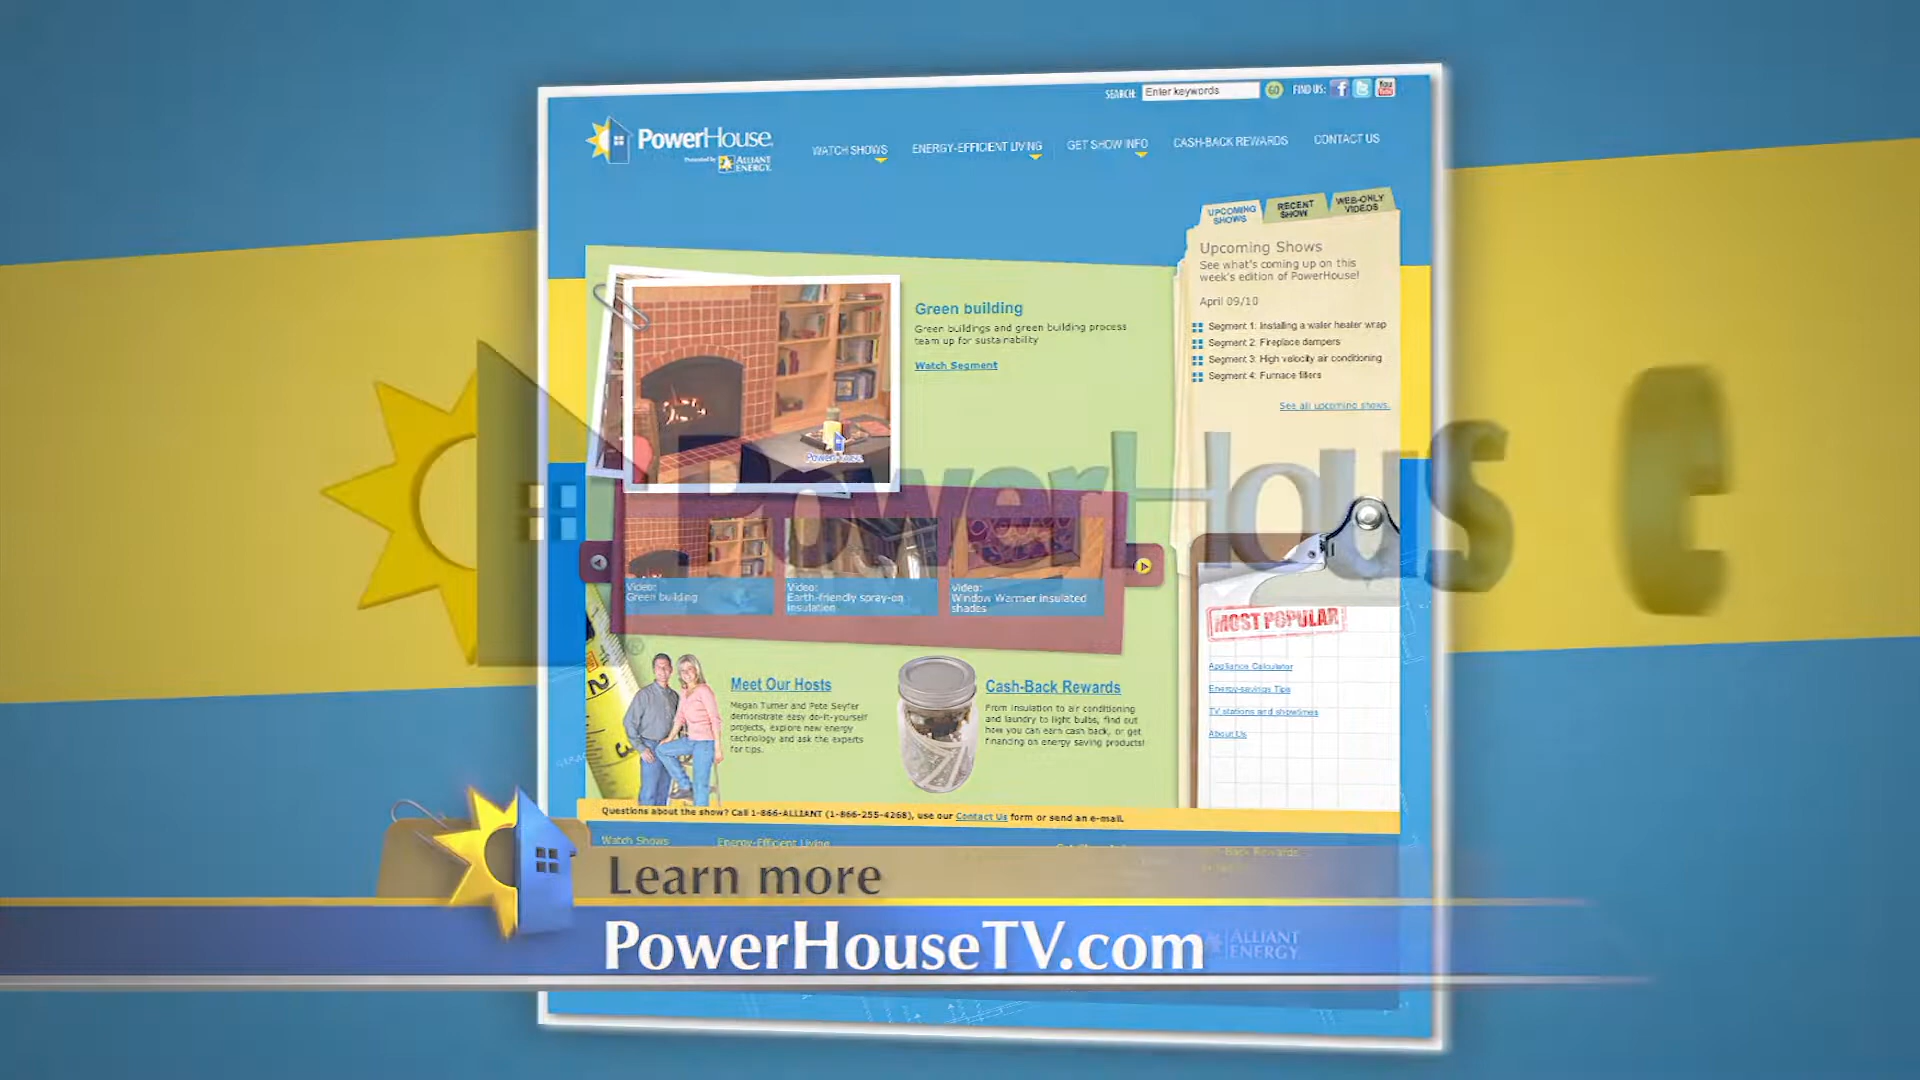 SEARCH: Enter keywords GO FIND US:
PowerHouse
Presented by ALLIANT ENERGY
WATCH SHOWS ENERGY-EFFICIENT LIVING GET SHOW INFO CASH-BACK REWARDS CONTACT US
UPCOMING SHOWS
RECENT SHOW
WEB-ONLY VIDEOS
Upcoming Shows
See what's coming up on this
week's edition of PowerHouse!
April 09/10
Segment 1: Installing a water heater wrap
Segment 2: Fireplace dampers
Segment 3: High velocity air conditioning
Segment 4: Furnace filters
See all upcoming shows.
Green building
Green buildings and green building process
team up for sustainability
Watch Segment
PowerHouse
Video:
Green building
Video:
Earth-friendly spray-on
insulation
Video:
Window Warmer insulated
shades
MOST POPULAR
Appliance Calculator
Energy-savings Tips
TV stations and showtimes
About Us
Meet Our Hosts
Megan Turner and Pete Seyfer
demonstrate easy do-it-yourself
projects, explore new energy
technology and ask the experts
for tips.
Cash-Back Rewards
From insulation to air conditioning
and laundry to light bulbs, find out
how you can earn cash back, or get
financing on energy saving products!
Questions about the show? Call 1-866-ALLIANT (1-866-255-4268), use our Contact Us form or send an e-mail.
Watch Shows Energy-Efficient Living
Learn more
PowerHouseTV.com
ALLIANT
ENERGY